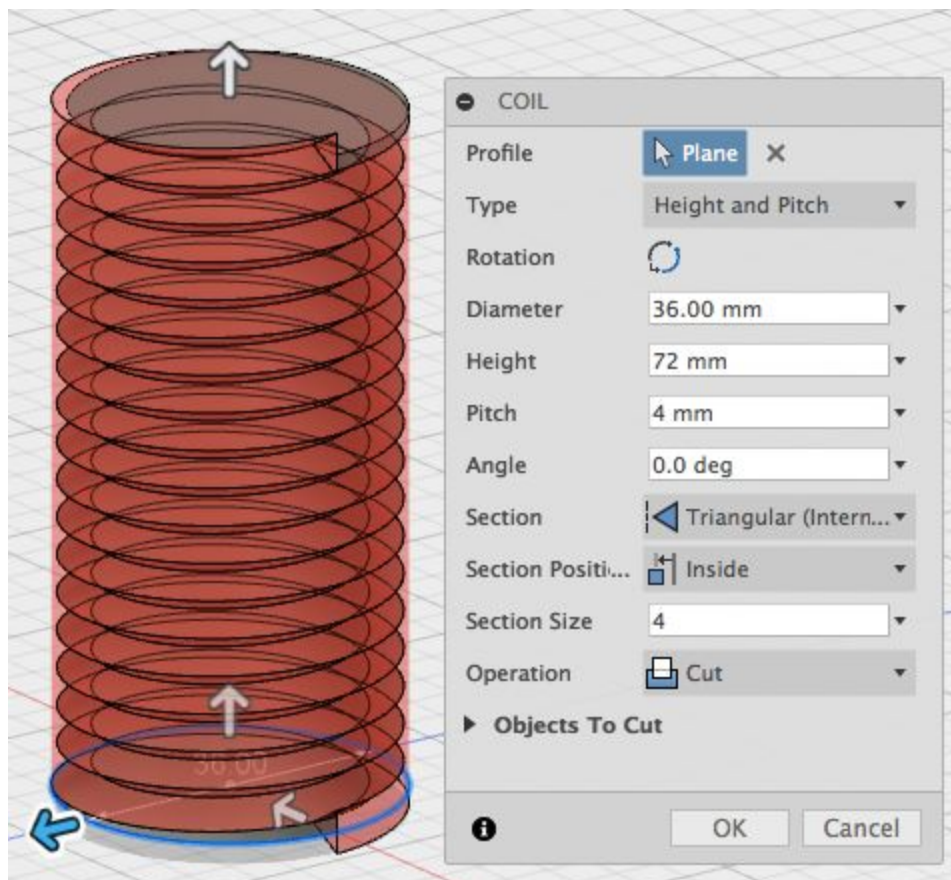 COIL
Profile Plane
Type Height and Pitch
Rotation
Diameter 36.00 mm
Height 72 mm
Pitch 4 mm
Angle 0.0 deg
Section Triangular (Intern...
Section Positi... Inside
Section Size 4
Operation Cut
Objects To Cut
36.00
OK Cancel